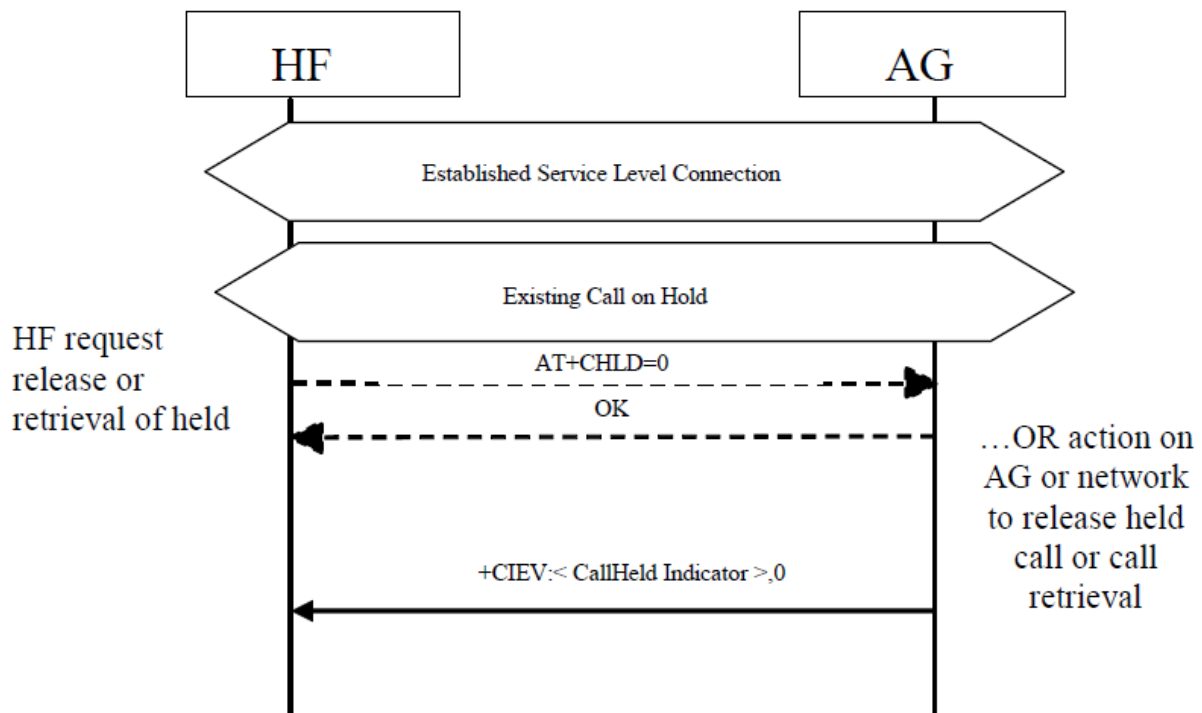 HF
AG
Established Service Level Connection
Existing Call on Hold
HF request
release or
retrieval of held
AT+CHLD=0
OK
…OR action on
AG or network
to release held
call or call
retrieval
+CIEV:< CallHeld Indicator >,0